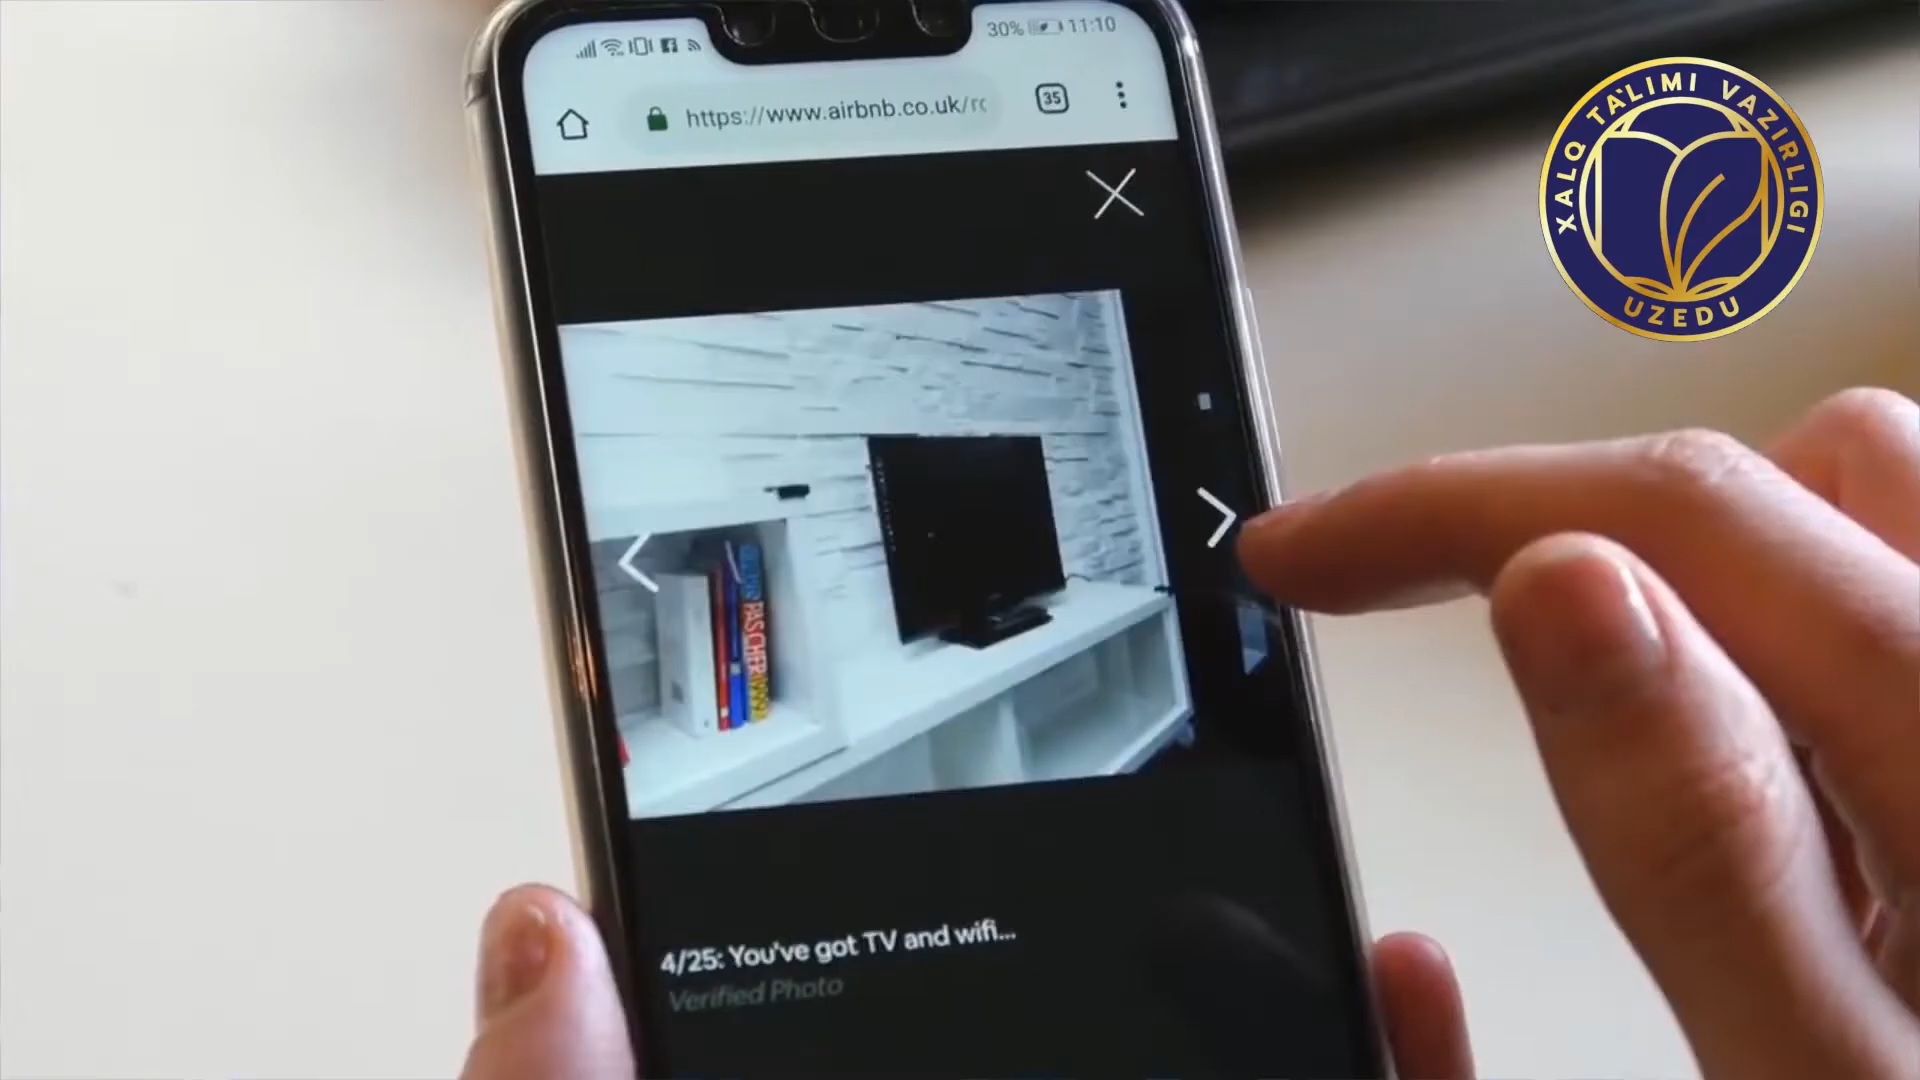 30% 11:10
https://www.airbnb.co.uk/ro
35
XALQ TA'LIMI VAZIRLIGI
UZEDU
4/25: You've got TV and wifi...
Verified Photo